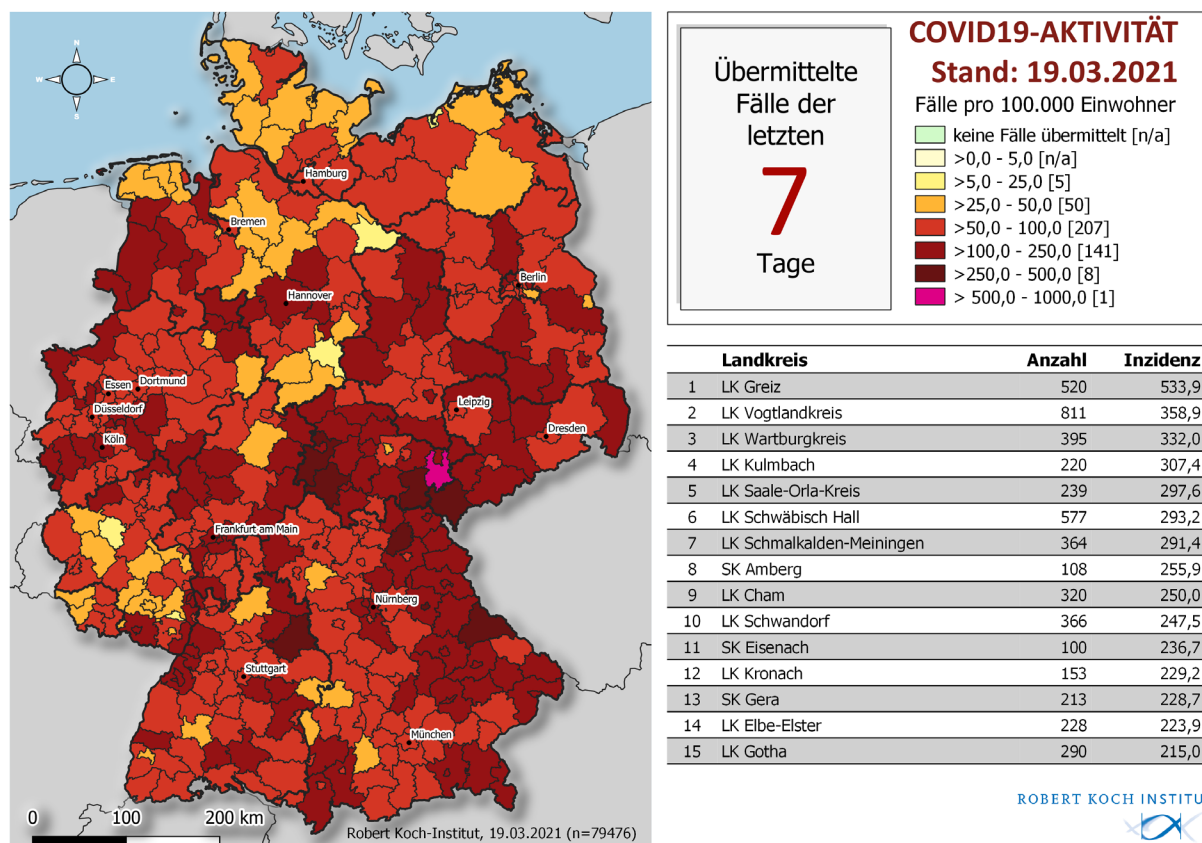 N
W
E
S
Hamburg
Bremen
Berlin
Hannover
Essen
Dortmund
Düsseldorf
Köln
Leipzig
Dresden
Frankfurt am Main
Nürnberg
Stuttgart
München
0 100 200 km
Robert Koch-Institut, 19.03.2021 (n=79476)
Übermittelte
Fälle der
letzten
7
Tage
COVID19-AKTIVITÄT
Stand: 19.03.2021
Fälle pro 100.000 Einwohner
keine Fälle übermittelt [n/a]
>0,0 - 5,0 [n/a]
>5,0 - 25,0 [5]
>25,0 - 50,0 [50]
>50,0 - 100,0 [207]
>100,0 - 250,0 [141]
>250,0 - 500,0 [8]
> 500,0 - 1000,0 [1]
Landkreis Anzahl Inzidenz
1 LK Greiz 520 533,9
2 LK Vogtlandkreis 811 358,9
3 LK Wartburgkreis 395 332,0
4 LK Kulmbach 220 307,4
5 LK Saale-Orla-Kreis 239 297,6
6 LK Schwäbisch Hall 577 293,2
7 LK Schmalkalden-Meiningen 364 291,4
8 SK Amberg 108 255,9
9 LK Cham 320 250,0
10 LK Schwandorf 366 247,5
11 SK Eisenach 100 236,7
12 LK Kronach 153 229,2
13 SK Gera 213 228,7
14 LK Elbe-Elster 228 223,9
15 LK Gotha 290 215,0
ROBERT KOCH INSTITU